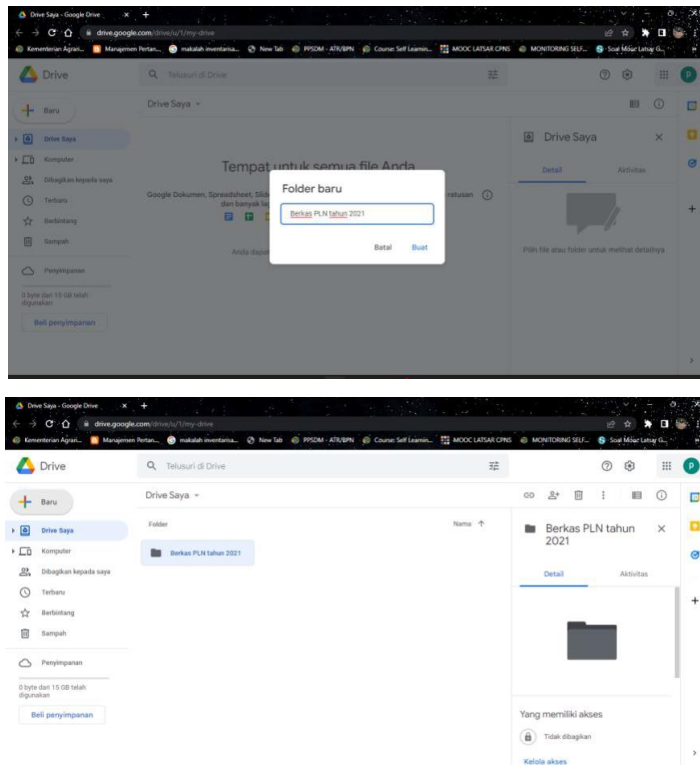 Drive Saya - Google Drive
drive.google.com/drive/u/1/my-drive
Kementerian Agrari... Manajemen Pertan... makalah inventarisa... New Tab PPSDM - ATR/BPN Course: Self Learnin... MOOC LATSAR CPNS MONITORING SELF... Soal Mooc Latsar G...
Drive
Telusuri di Drive
Baru
Drive Saya
Komputer
Dibagikan kepada saya
Terbaru
Berbintang
Sampah
Penyimpanan
0 byte dari 15 GB telah
digunakan
Beli penyimpanan
Drive Saya
Tempat untuk semua file Anda
Google Dokumen, Spreadsheet, Slide
ratusan
dan banyak lag
Anda dapat
Folder baru
Berkas PLN tahun 2021
Batal Buat
Drive Saya
Detail Aktivitas
Pilih file atau folder untuk melihat detailnya
Drive Saya - Google Drive
drive.google.com/drive/u/1/my-drive
Kementerian Agrari... Manajemen Pertan... makalah inventarisa... New Tab PPSDM - ATR/BPN Course: Self Learnin... MOOC LATSAR CPNS MONITORING SELF... Soal Mooc Latsar G...
Drive
Telusuri di Drive
p
Baru
Drive Saya
Komputer
Dibagikan kepada saya
Terbaru
Berbintang
Sampah
Penyimpanan
0 byte dari 15 GB telah
digunakan
Beli penyimpanan
Drive Saya
Folder Nama
Berkas PLN tahun 2021
Berkas PLN tahun
2021
Detail Aktivitas
Yang memiliki akses
Tidak dibagikan
Kelola akses